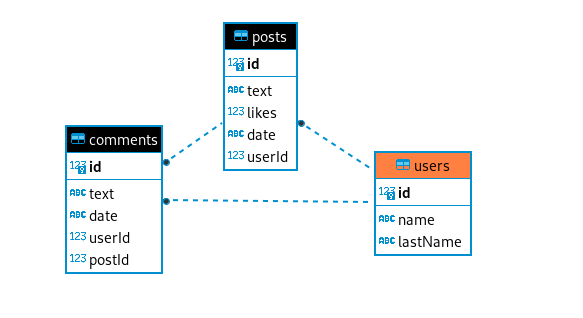 posts
123 id
ABC text
123 likes
ABC date
123 userId
comments
123 id
ABC text
ABC date
123 userId
123 postId
users
123 id
ABC name
ABC lastName